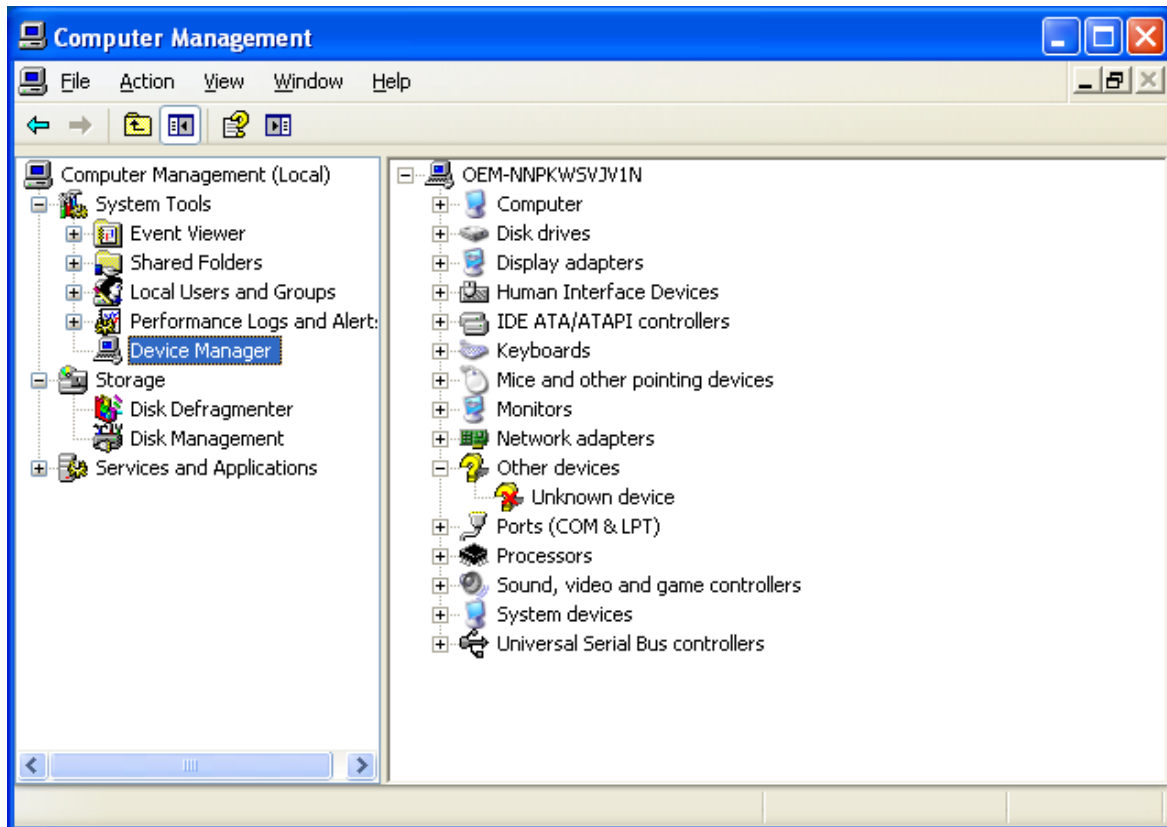 Computer Management
File Action View Window Help
Computer Management (Local)
System Tools
Event Viewer
Shared Folders
Local Users and Groups
Performance Logs and Alert:
Device Manager
Storage
Disk Defragmenter
Disk Management
Services and Applications
OEM-NNPKWSVJV1N
Computer
Disk drives
Display adapters
Human Interface Devices
IDE ATA/ATAPI controllers
Keyboards
Mice and other pointing devices
Monitors
Network adapters
Other devices
Unknown device
Ports (COM & LPT)
Processors
Sound, video and game controllers
System devices
Universal Serial Bus controllers